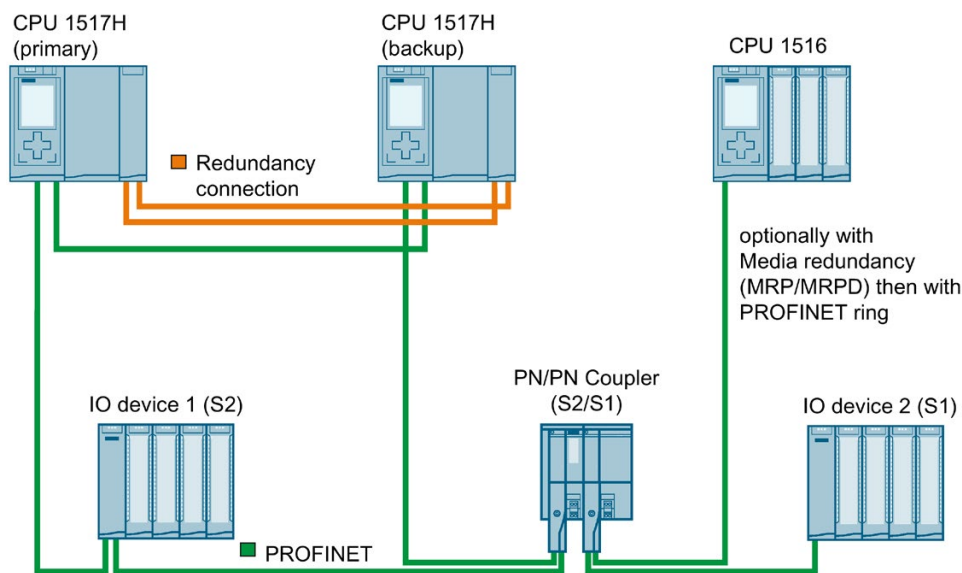 CPU 1517H
(primary)
CPU 1517H
(backup)
CPU 1516
Redundancy
connection
optionally with
Media redundancy
(MRP/MRPD) then with
PROFINET ring
PN/PN Coupler
(S2/S1)
IO device 1 (S2)
IO device 2 (S1)
PROFINET